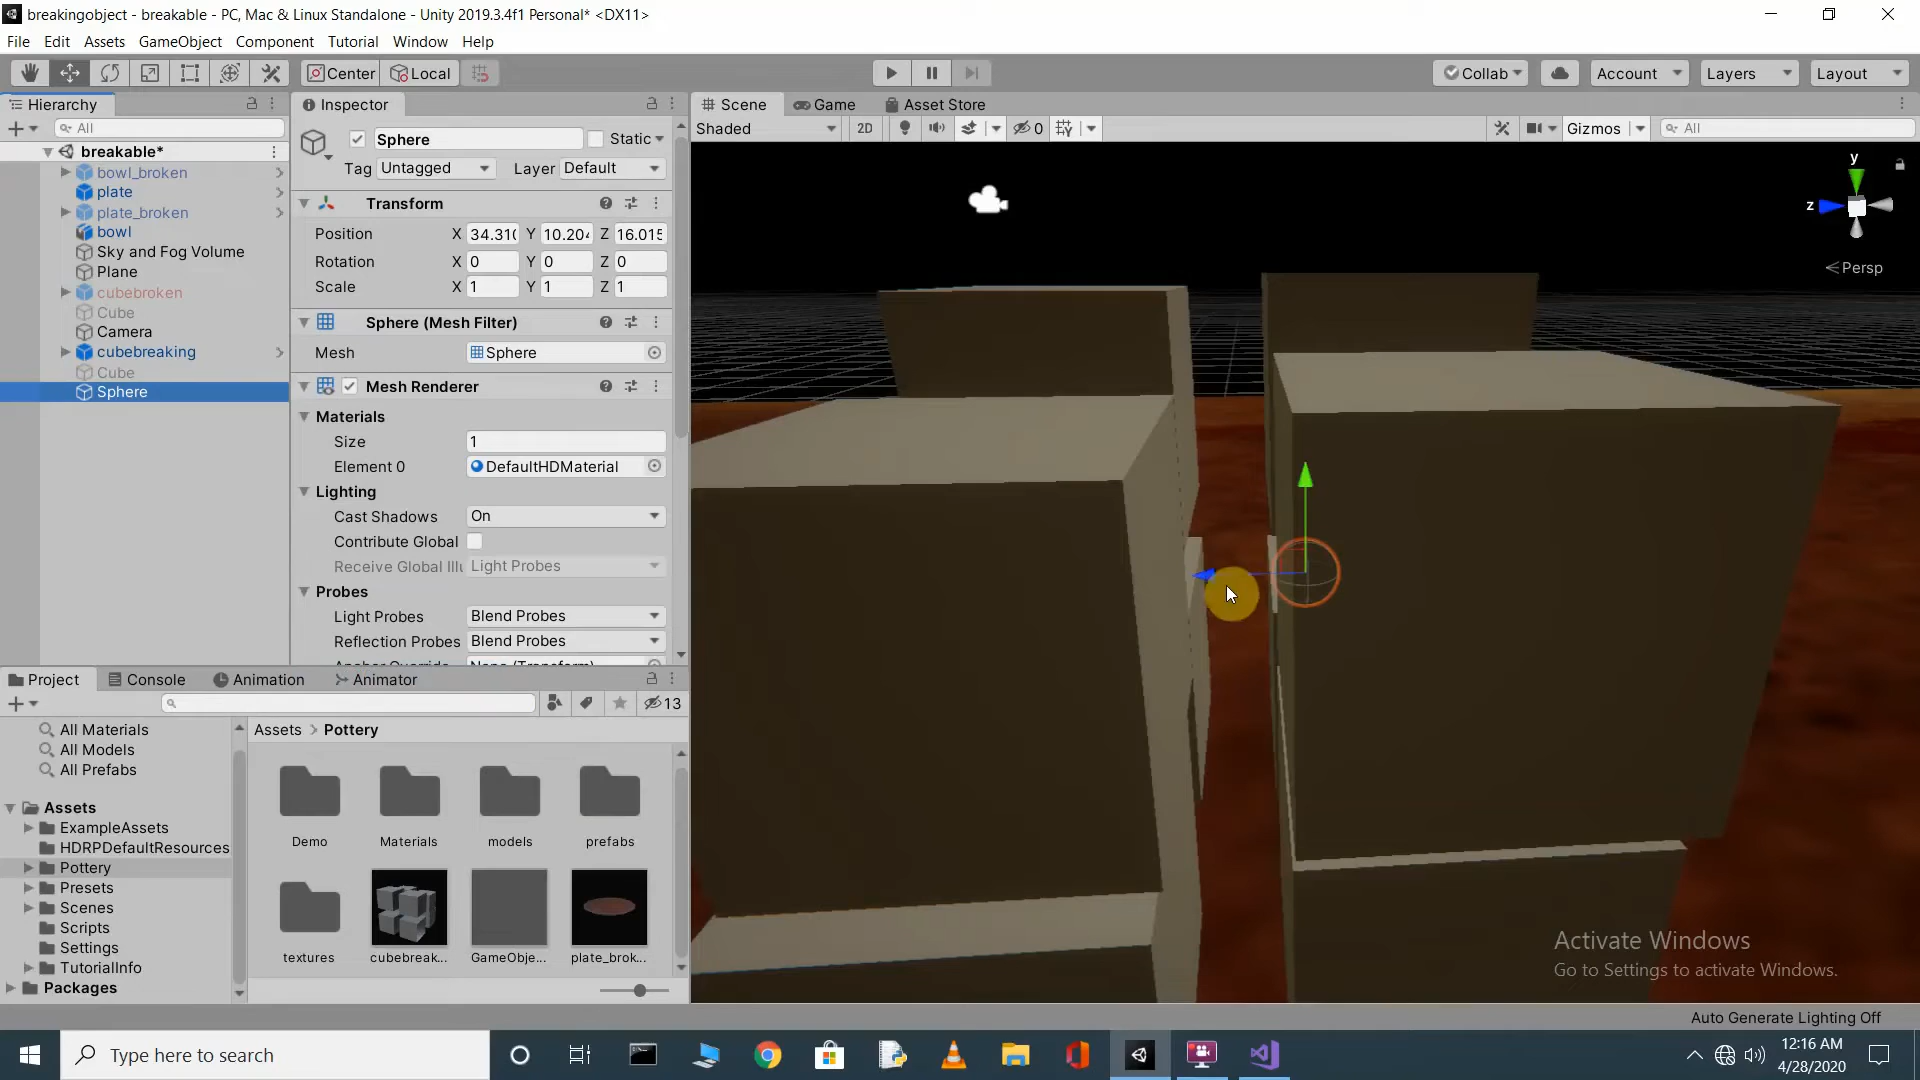 breakingobject - breakable - PC, Mac & Linux Standalone - Unity 2019.3.4f1 Personal* <DX11>
File Edit Assets GameObject Component Tutorial Window Help
Center Local Collab Account Layers Layout
Hierarchy
All
breakable*
bowl_broken
plate
plate_broken
bowl
Sky and Fog Volume
Plane
cubebroken
Cube
Camera
cubebreaking
Cube
Sphere
Inspector
Sphere Static
Tag Untagged Layer Default
Transform
Position X 34.31( Y 10.20 Z 16.015
Rotation X 0 Y 0 Z 0
Scale X 1 Y 1 Z 1
Sphere (Mesh Filter)
Mesh Sphere
Mesh Renderer
Materials
Size 1
Element 0 DefaultHDMaterial
Lighting
Cast Shadows On
Contribute Global
Receive Global Illu Light Probes
Probes
Light Probes Blend Probes
Reflection Probes Blend Probes
Scene Game Asset Store
Shaded 2D 0 Gizmos All
y
z
Persp
Project Console Animation Animator
13
All Materials
All Models
All Prefabs
Assets
ExampleAssets
HDRPDefaultResources
Pottery
Presets
Scenes
Scripts
Settings
TutorialInfo
Packages
Assets > Pottery
Demo Materials models prefabs
textures cubebreak... GameObje... plate_brok...
Activate Windows
Go to Settings to activate Windows.
Auto Generate Lighting Off
Type here to search
12:16 AM
4/28/2020